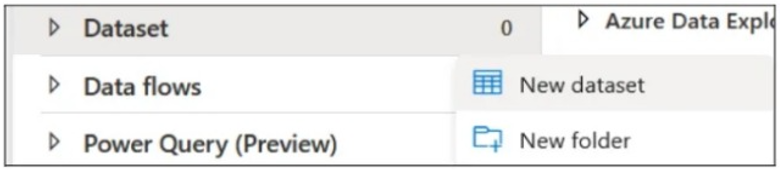 Dataset 0
Azure Data Explo
Data flows
New dataset
Power Query (Preview)
New folder